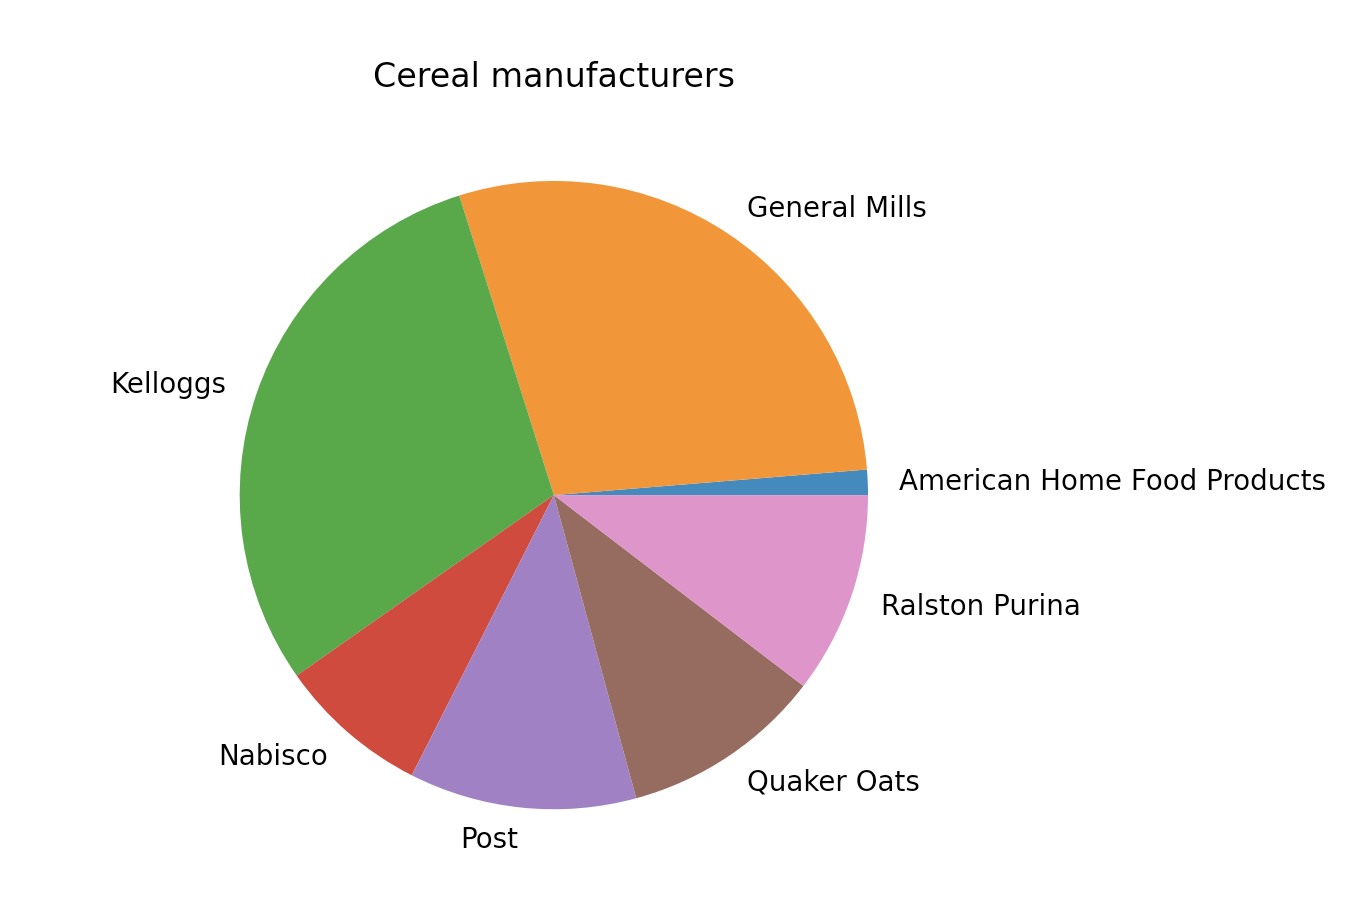 Cereal manufacturers
General Mills
Kelloggs
American Home Food Products
Ralston Purina
Nabisco
Quaker Oats
Post